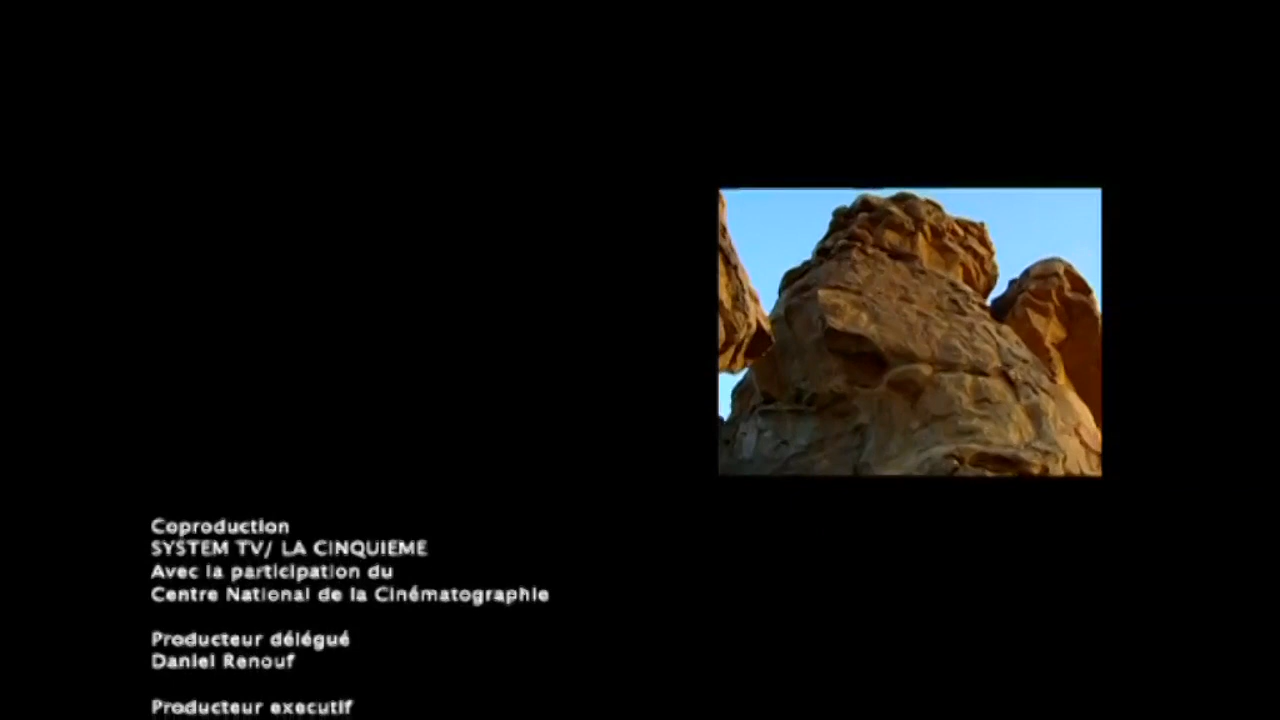 Coproduction
SYSTEM TV/ LA CINQUIEME
Avec la participation du
Centre National de la Cinématographie
Producteur délégué
Daniel Renouf
Producteur executif